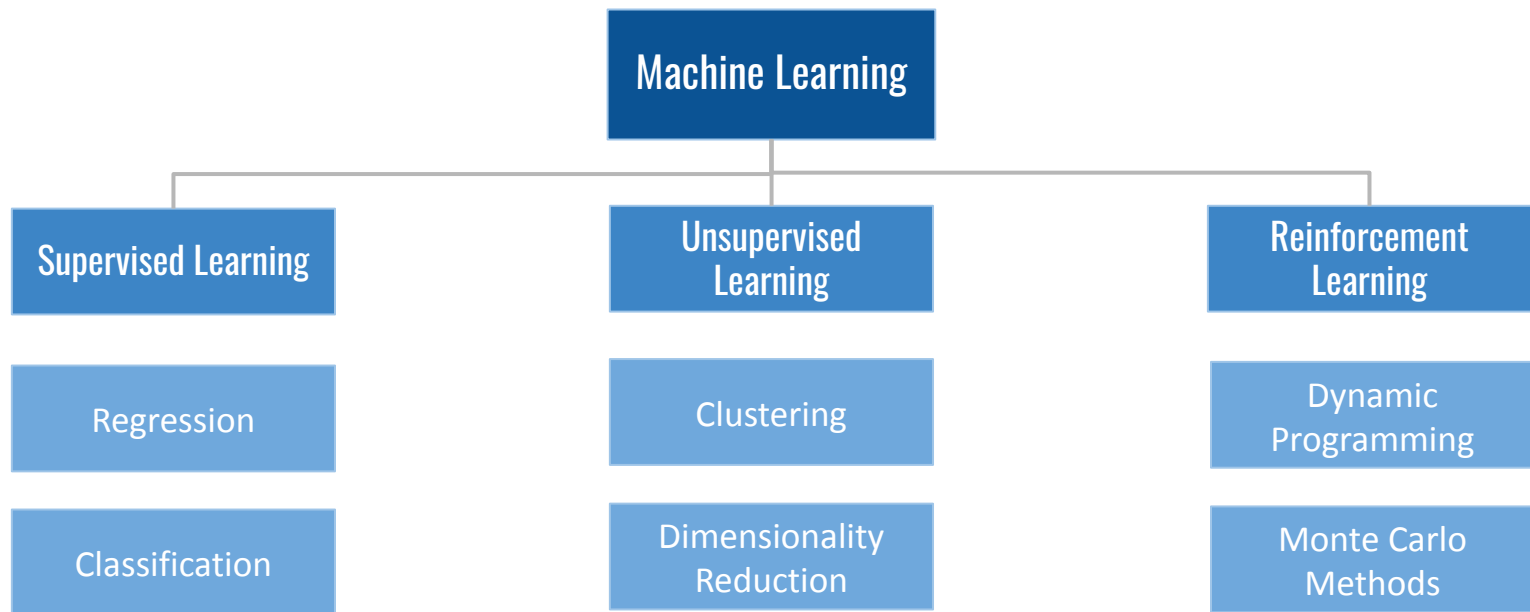 Machine Learning
Supervised Learning
Unsupervised
Learning
Reinforcement
Learning
Regression
Clustering
Dynamic
Programming
Classification
Dimensionality
Reduction
Monte Carlo
Methods